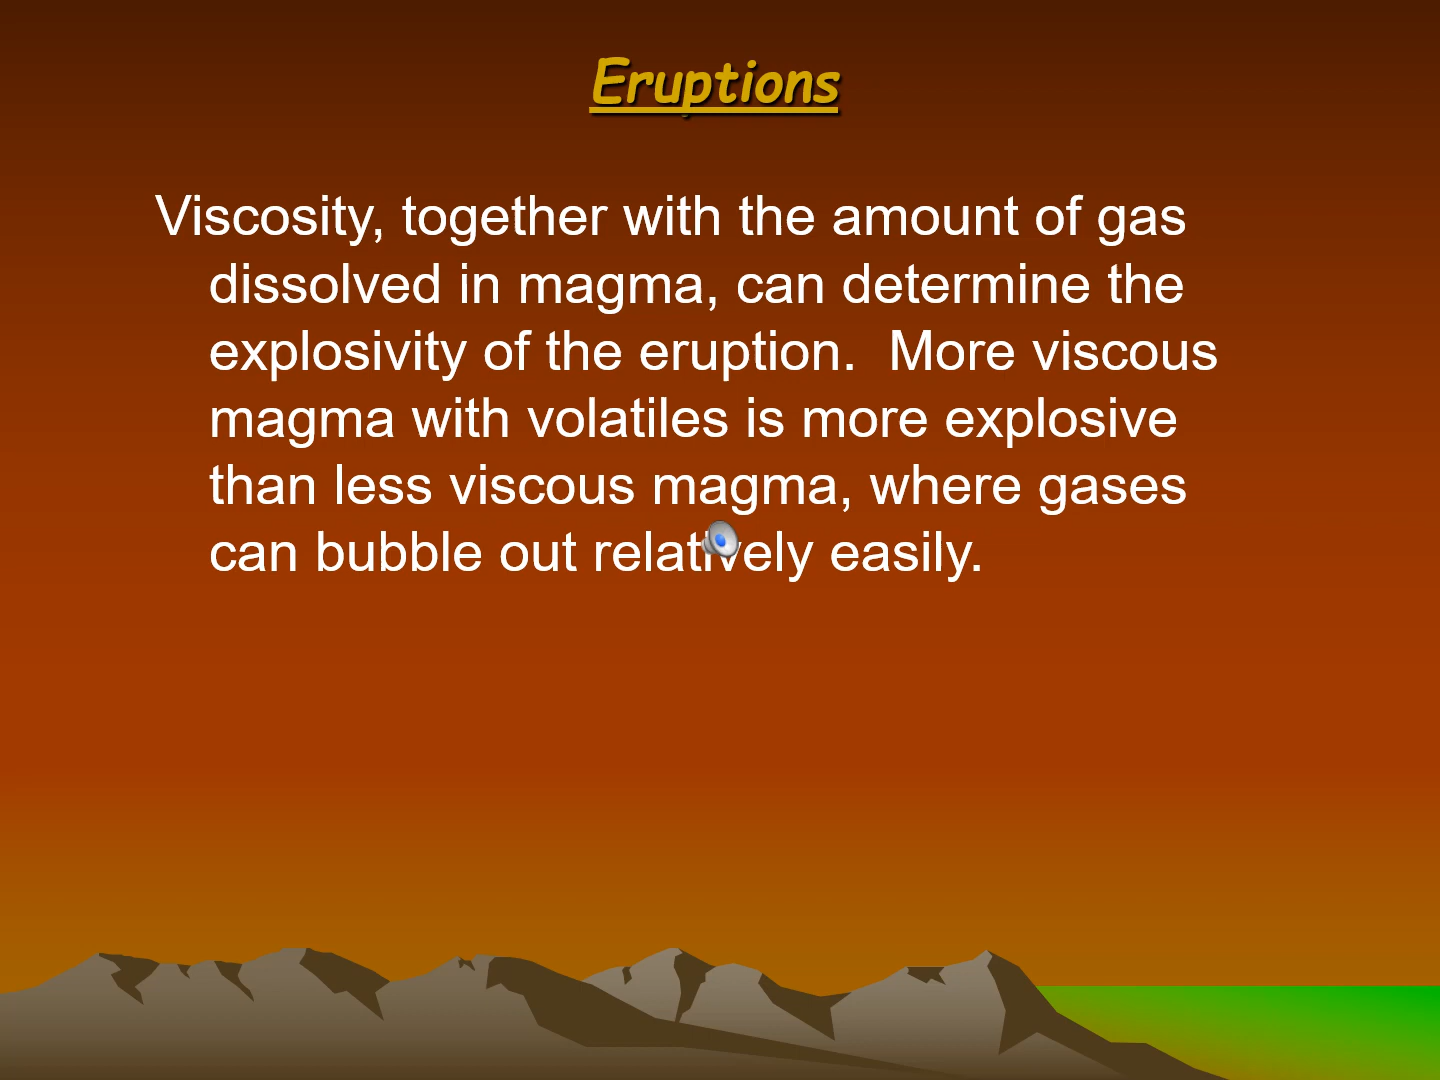 Eruptions
Viscosity, together with the amount of gas
dissolved in magma, can determine the
explosivity of the eruption.  More viscous
magma with volatiles is more explosive
than less viscous magma, where gases
can bubble out relatively easily.